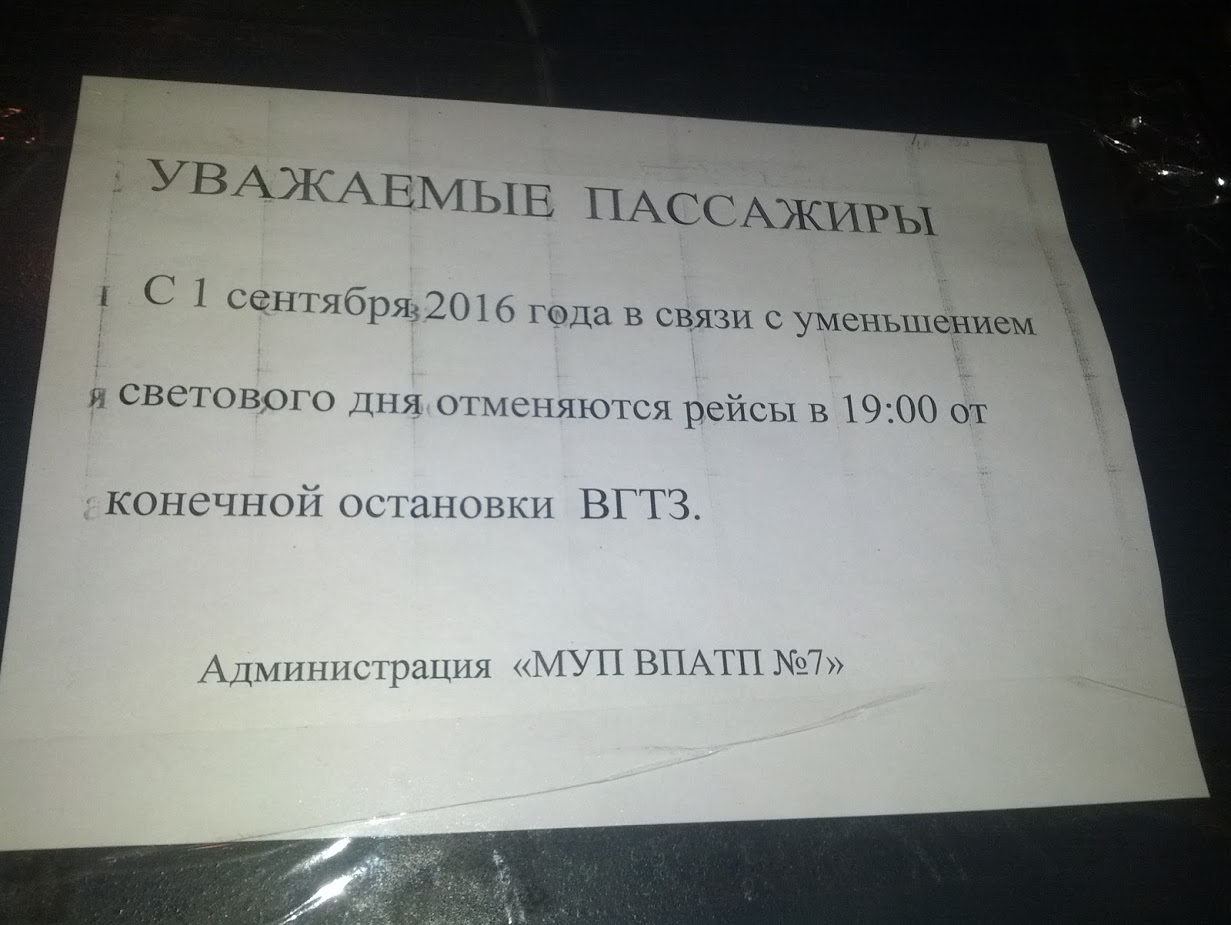 УВАЖАЕМЫЕ ПАССАЖИРЫ
С 1 сентября 2016 года в связи с уменьшением
светового дня отменяются рейсы в 19:00 от
конечной остановки ВГТЗ.
Администрация «МУП ВПАТП №7»